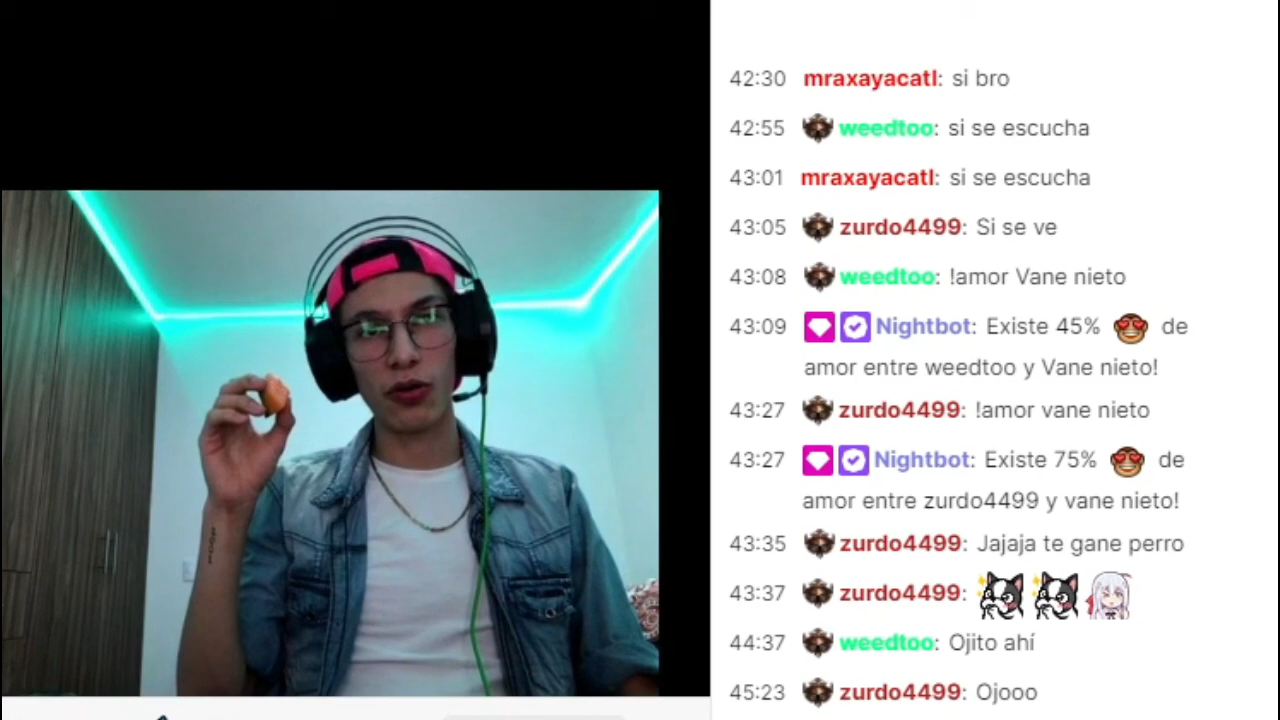 42:30 mraxayacatl: si bro
42:55 weedtoo: si se escucha
43:01 mraxayacatl: si se escucha
43:05 zurdo4499: Si se ve
43:08 weedtoo: !amor Vane nieto
43:09 Nightbot: Existe 45% de
amor entre weedtoo y Vane nieto!
43:27 zurdo4499: !amor vane nieto
43:27 Nightbot: Existe 75% de
amor entre zurdo4499 y vane nieto!
43:35 zurdo4499: Jajaja te gane perro
43:37 zurdo4499:
44:37 weedtoo: Ojito ahí
45:23 zurdo4499: Ojooo